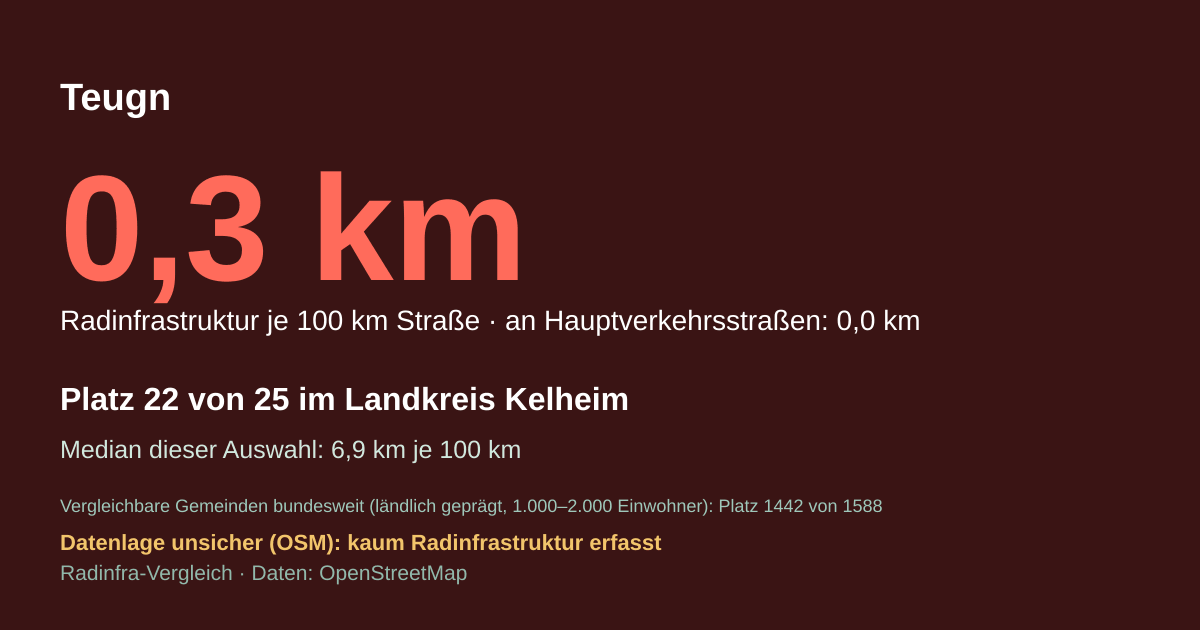 Teugn
0,3 km
Radinfrastruktur je 100 km Straße · an Hauptverkehrsstraßen: 0,0 km
Platz 22 von 25 im Landkreis Kelheim
Median dieser Auswahl: 6,9 km je 100 km
Vergleichbare Gemeinden bundesweit (ländlich geprägt, 1.000–2.000 Einwohner): Platz 1442 von 1588
Datenlage unsicher (OSM): kaum Radinfrastruktur erfasst
Radinfra-Vergleich · Daten: OpenStreetMap